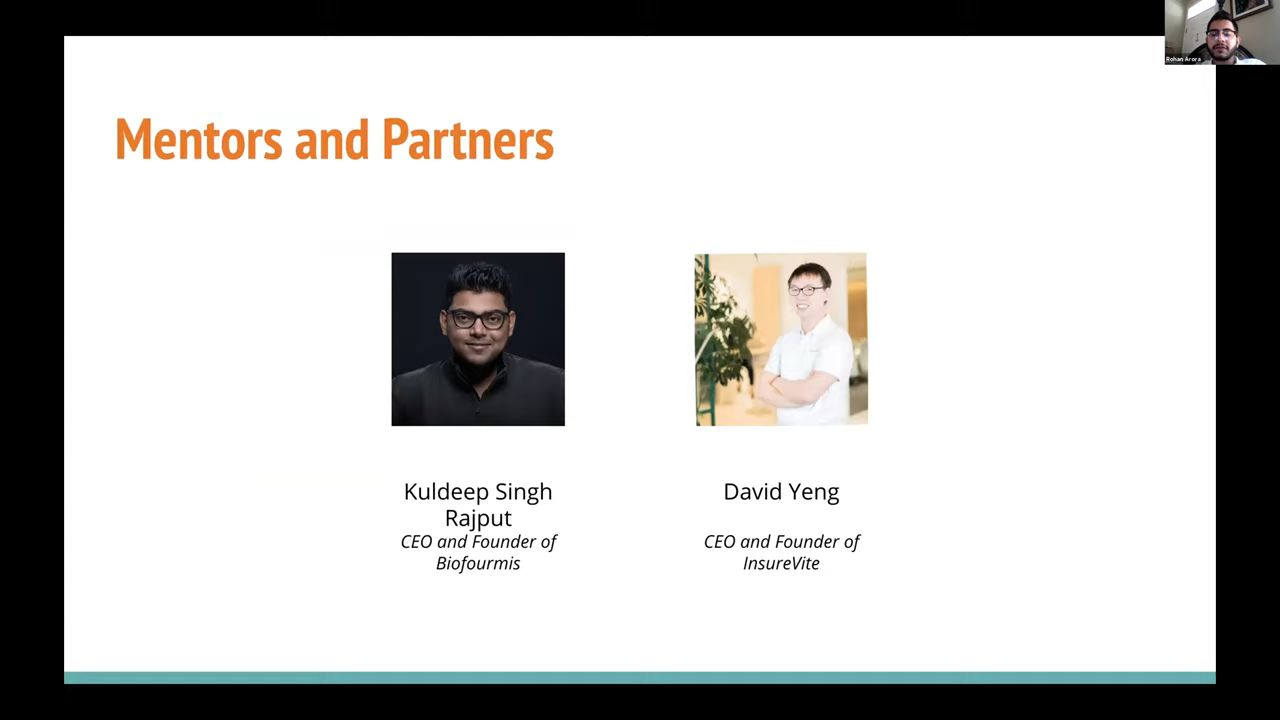 Rohan Arora
Mentors and Partners
Kuldeep Singh
Rajput
CEO and Founder of
Biofourmis
David Yeng
CEO and Founder of
InsureVite